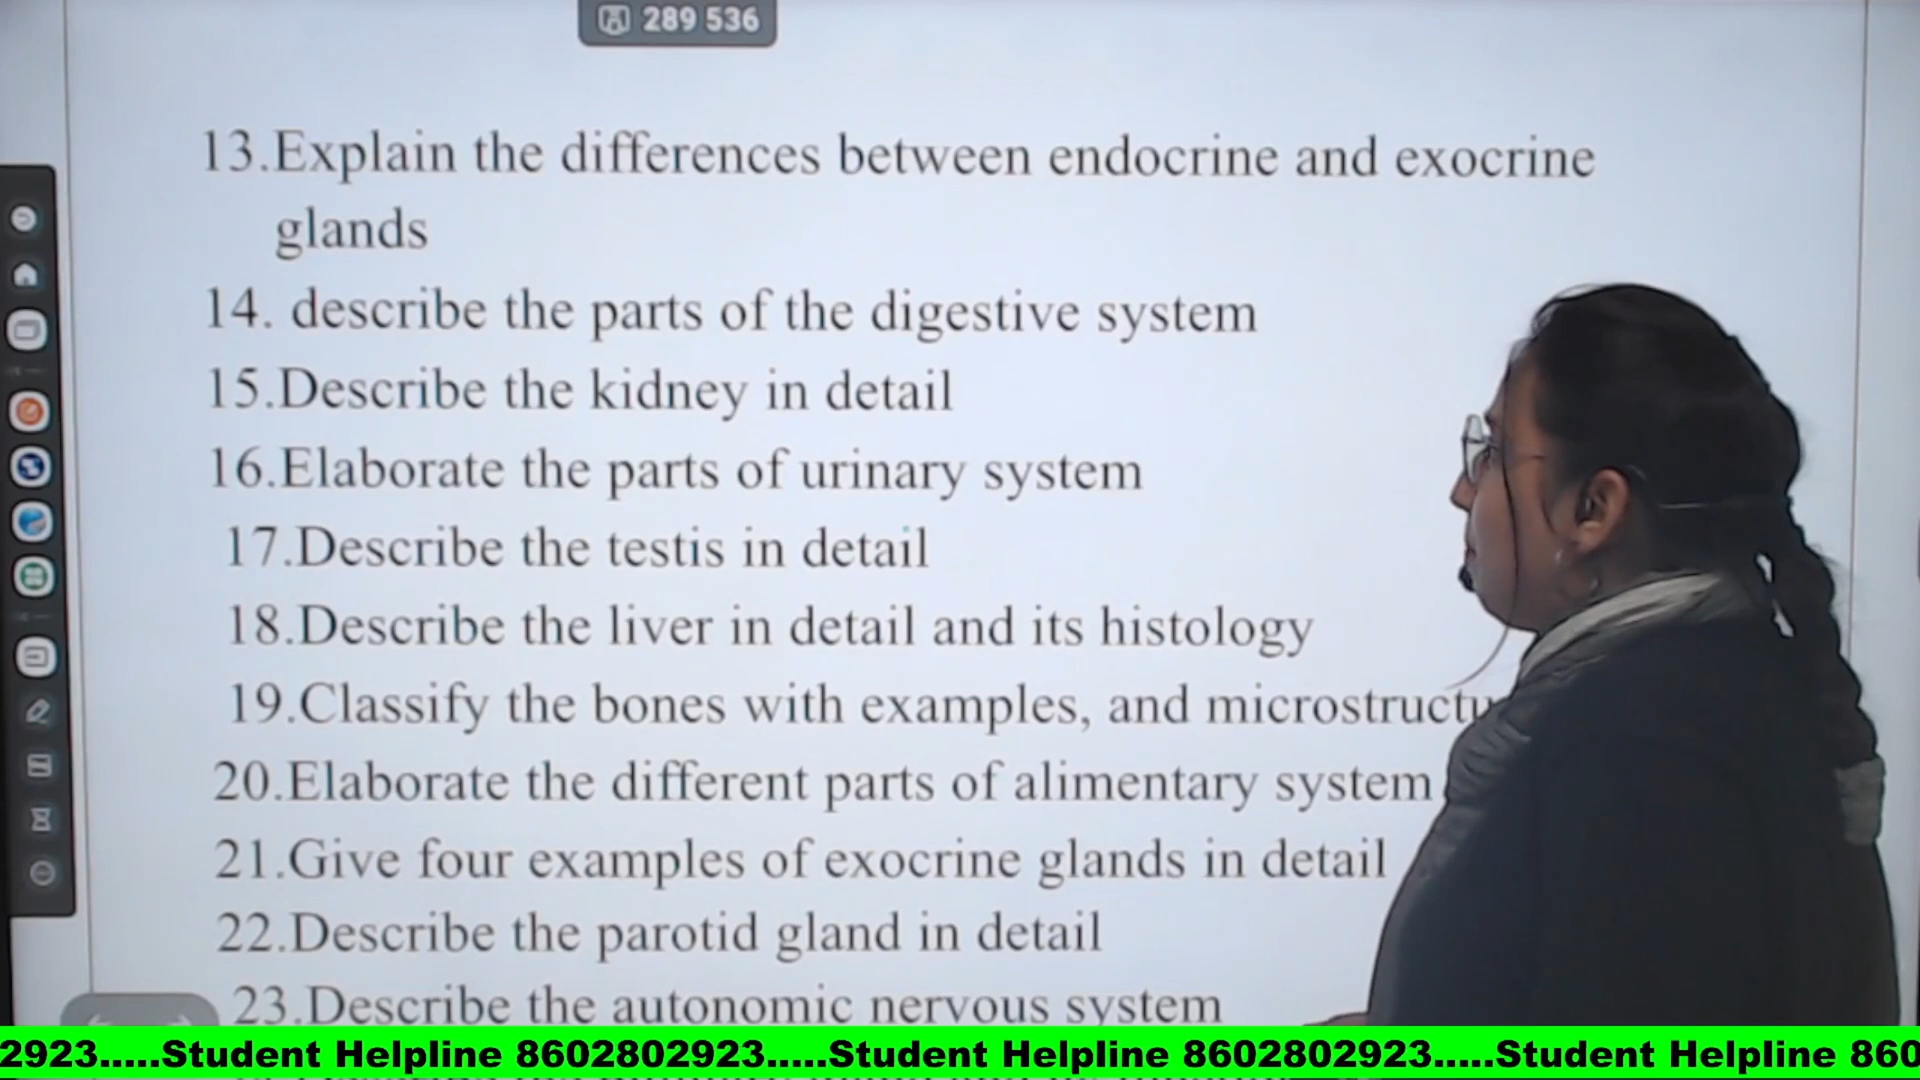 289 536
13.Explain the differences between endocrine and exocrine
glands
14. describe the parts of the digestive system
15.Describe the kidney in detail
16.Elaborate the parts of urinary system
17.Describe the testis in detail
18.Describe the liver in detail and its histology
19.Classify the bones with examples, and
20.Elaborate the different parts of alimentary system
21.Give four examples of exocrine glands in detail
22.Describe the parotid gland in detail
23.Describe the autonomic nervous system
2923.....Student Helpline 8602802923.....Student Helpline 8602802923.....Student Helpline 860